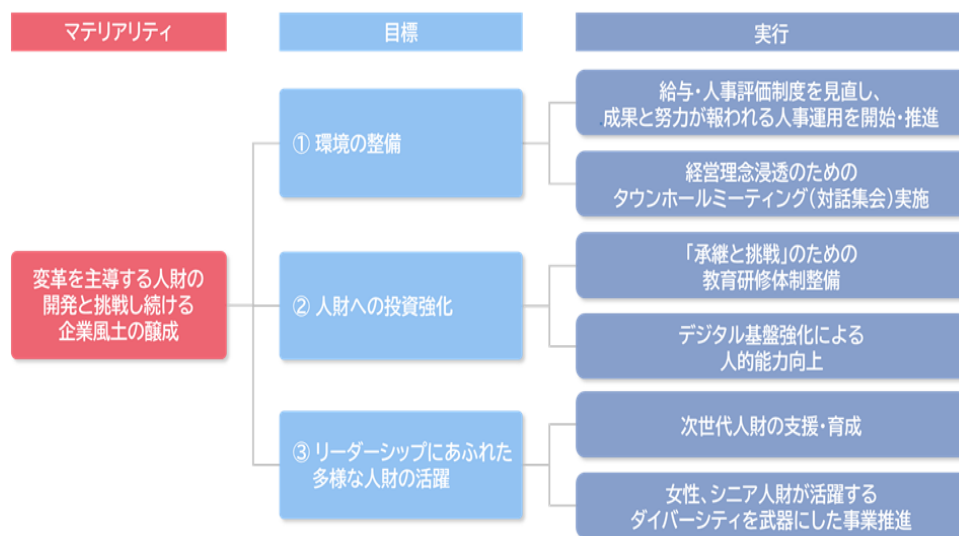 マテリアリティ
目標
実行
変革を主導する人財の
開発と挑戦し続ける
企業風土の醸成
① 環境の整備
給与・人事評価制度を見直し、
成果と努力が報われる人事運用を開始・推進
経営理念浸透のための
タウンホールミーティング(対話集会)実施
② 人財への投資強化
「承継と挑戦」のための
教育研修体制整備
デジタル基盤強化による
人的能力向上
③ リーダーシップにあふれた
多様な人財の活躍
次世代人財の支援・育成
女性、シニア人財が活躍する
ダイバーシティを武器にした事業推進